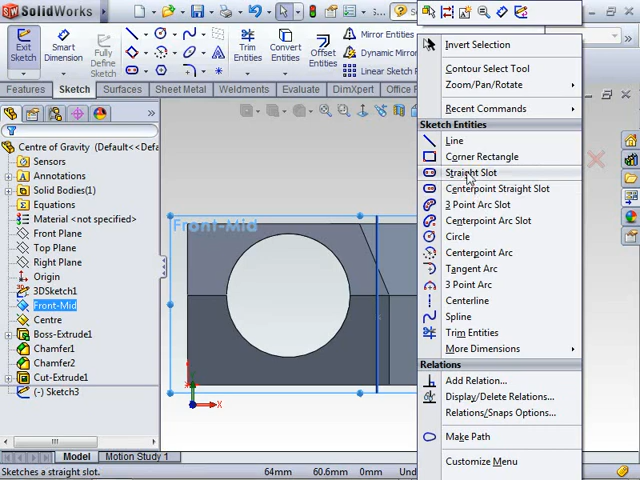 SolidWorks
Exit
Sketch
Smart
Dimension
Trim
Entities
Convert
Entities
Offset
Entities
Mirror Entities
Dynamic Mirror
Linear Sketch
Features
Sketch
Surfaces
Sheet Metal
Weldments
Evaluate
DimXpert
Centre of Gravity (Default<<Defa
Sensors
Annotations
Solid Bodies(1)
Equations
Material <not specified>
Front Plane
Top Plane
Right Plane
Origin
3DSketch1
Front-Mid
Centre
Boss-Extrude1
Chamfer1
Chamfer2
Cut-Extrude1
(-) Sketch3
Front-Mid
X
Invert Selection
Contour Select Tool
Zoom/Pan/Rotate
Recent Commands
Sketch Entities
Line
Corner Rectangle
Straight Slot
Centerpoint Straight Slot
3 Point Arc Slot
Centerpoint Arc Slot
Circle
Centerpoint Arc
Tangent Arc
3 Point Arc
Centerline
Spline
Trim Entities
More Dimensions
Relations
Add Relation...
Display/Delete Relations...
Relations/Snaps Options...
Make Path
Customize Menu
Model
Motion Study 1
Sketches a straight slot.
64mm
60.6mm
0mm